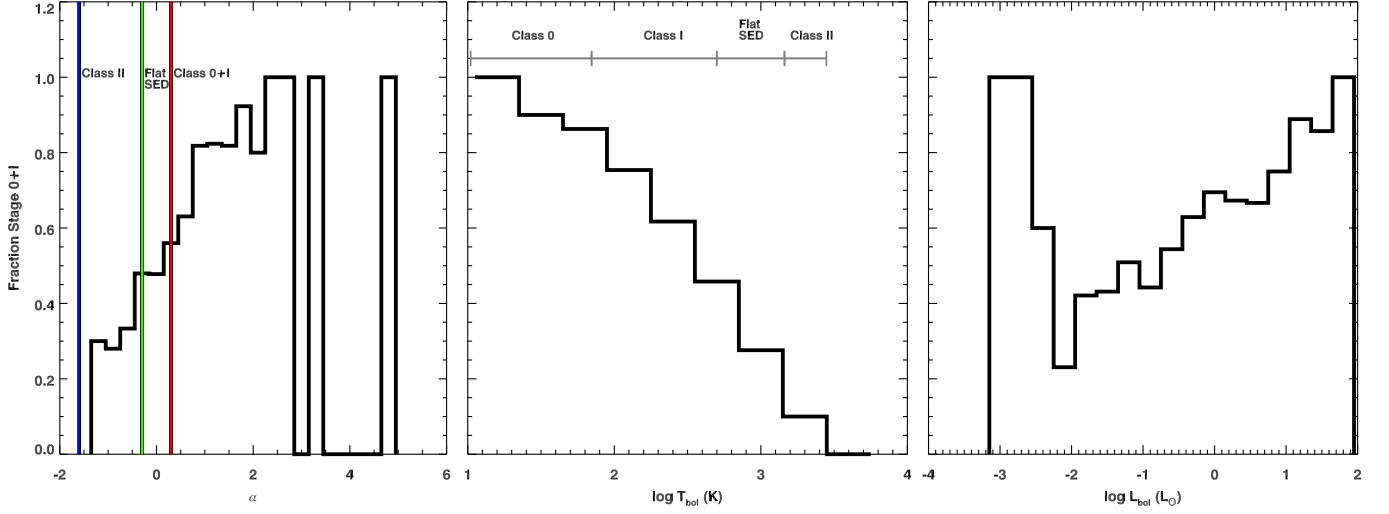 1.2
1.0
0.8
0.6
0.4
0.2
0.0
Fraction Stage 0+I
Class II
Flat
SED
Class 0+I
-2
0
2
4
6
α
Class 0
Class I
Flat
SED
Class II
1
2
3
4
log Tbol (K)
-4
-3
-2
-1
0
1
2
log Lbol (L⊙)